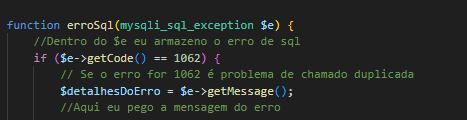 function erroSql(mysqli_sql_exception $e) {
//Dentro do $e eu armazeno o erro de sql
if ($e->getCode() == 1062) {
// Se o erro for 1062 é problema de chamado duplicada
$detalhesDoErro = $e->getMessage();
//Aqui eu pego a mensagem do erro